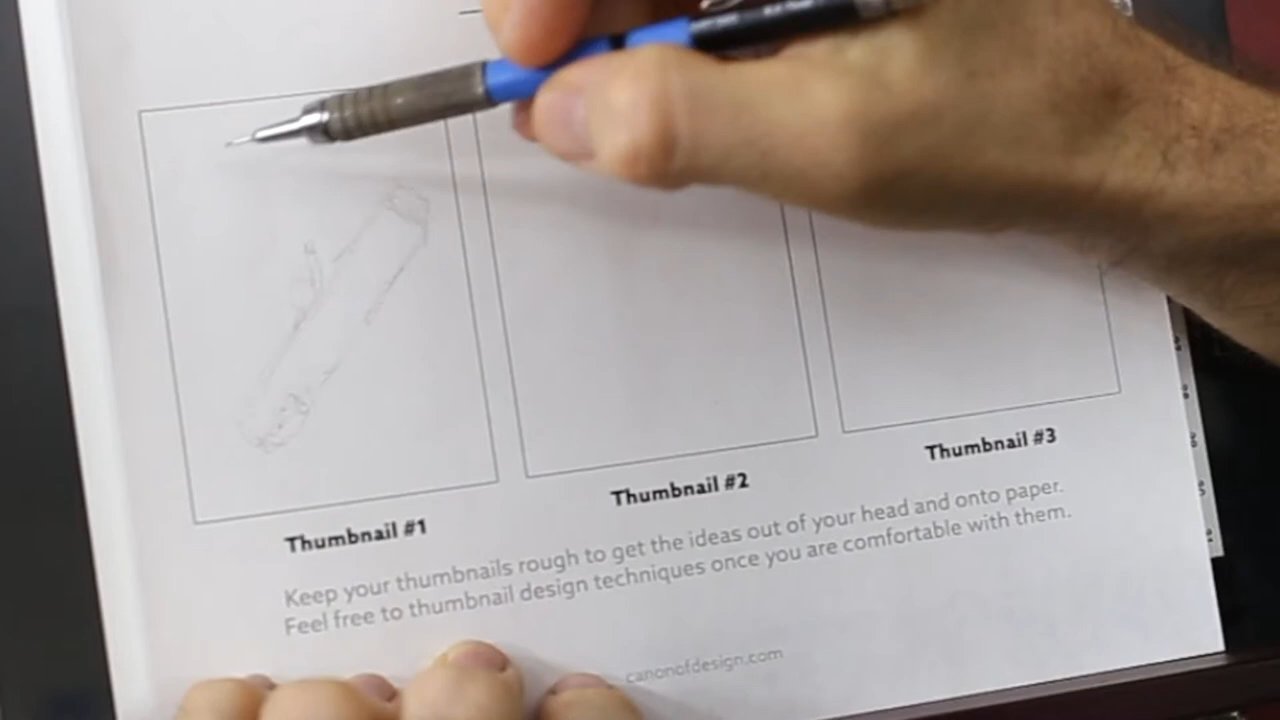 Thumbnail #1
Thumbnail #2
Thumbnail #3
Keep your thumbnails rough to get the ideas out of your head and onto paper.
Feel free to thumbnail design techniques once you are comfortable with them.
canonofdesign.com